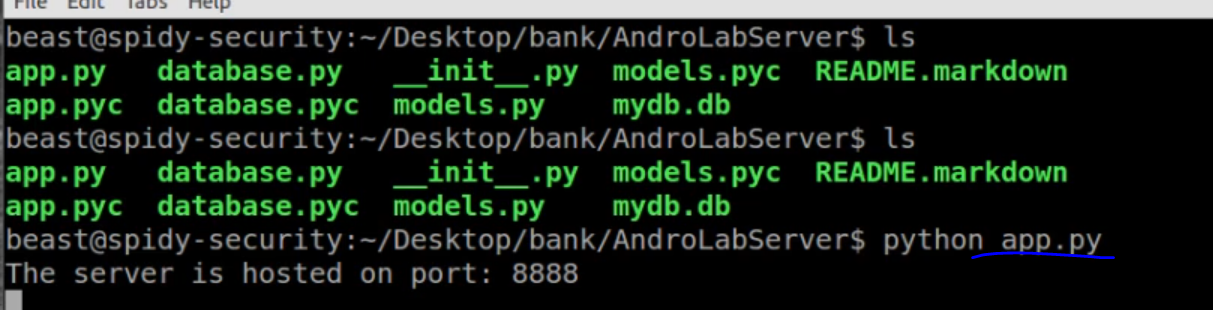 File Edit Tabs Help
beast@spidy-security:~/Desktop/bank/AndroLabServer$ ls
app.py database.py __init__.py models.pyc README.markdown
app.pyc database.pyc models.py mydb.db
beast@spidy-security:~/Desktop/bank/AndroLabServer$ ls
app.py database.py __init__.py models.pyc README.markdown
app.pyc database.pyc models.py mydb.db
beast@spidy-security:~/Desktop/bank/AndroLabServer$ python app.py
The server is hosted on port: 8888